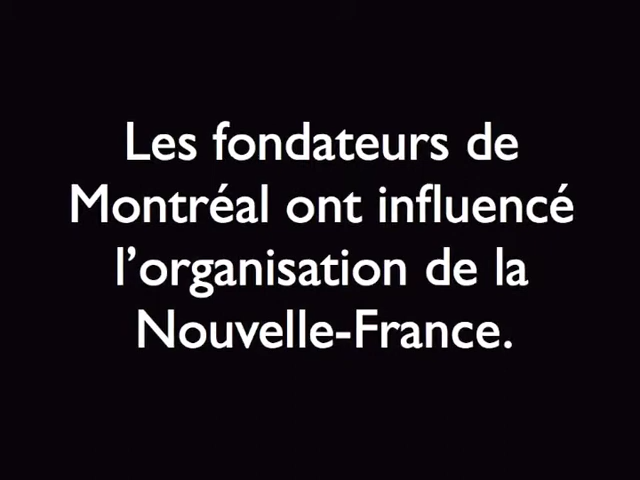 Les fondateurs de
Montréal ont influencé
l’organisation de la
Nouvelle-France.